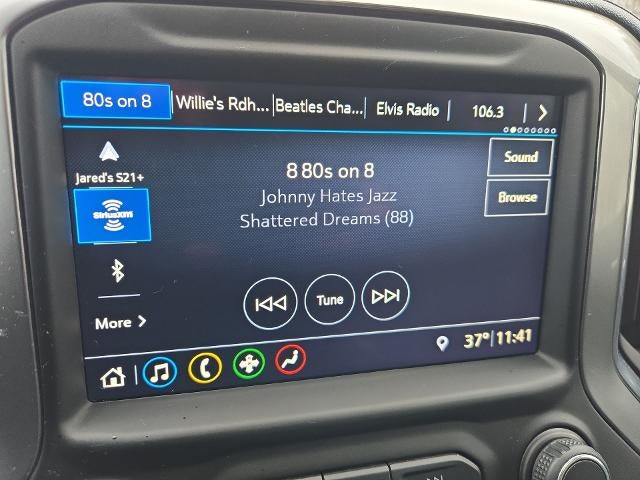 80s on 8 Willie's Rdh... Beatles Cha... Elvis Radio 106.3
Jared's S21+
Sound
8 80s on 8
SiriusXM
Johnny Hates Jazz
Browse
Shattered Dreams (88)
Tune
More
37° 11:41